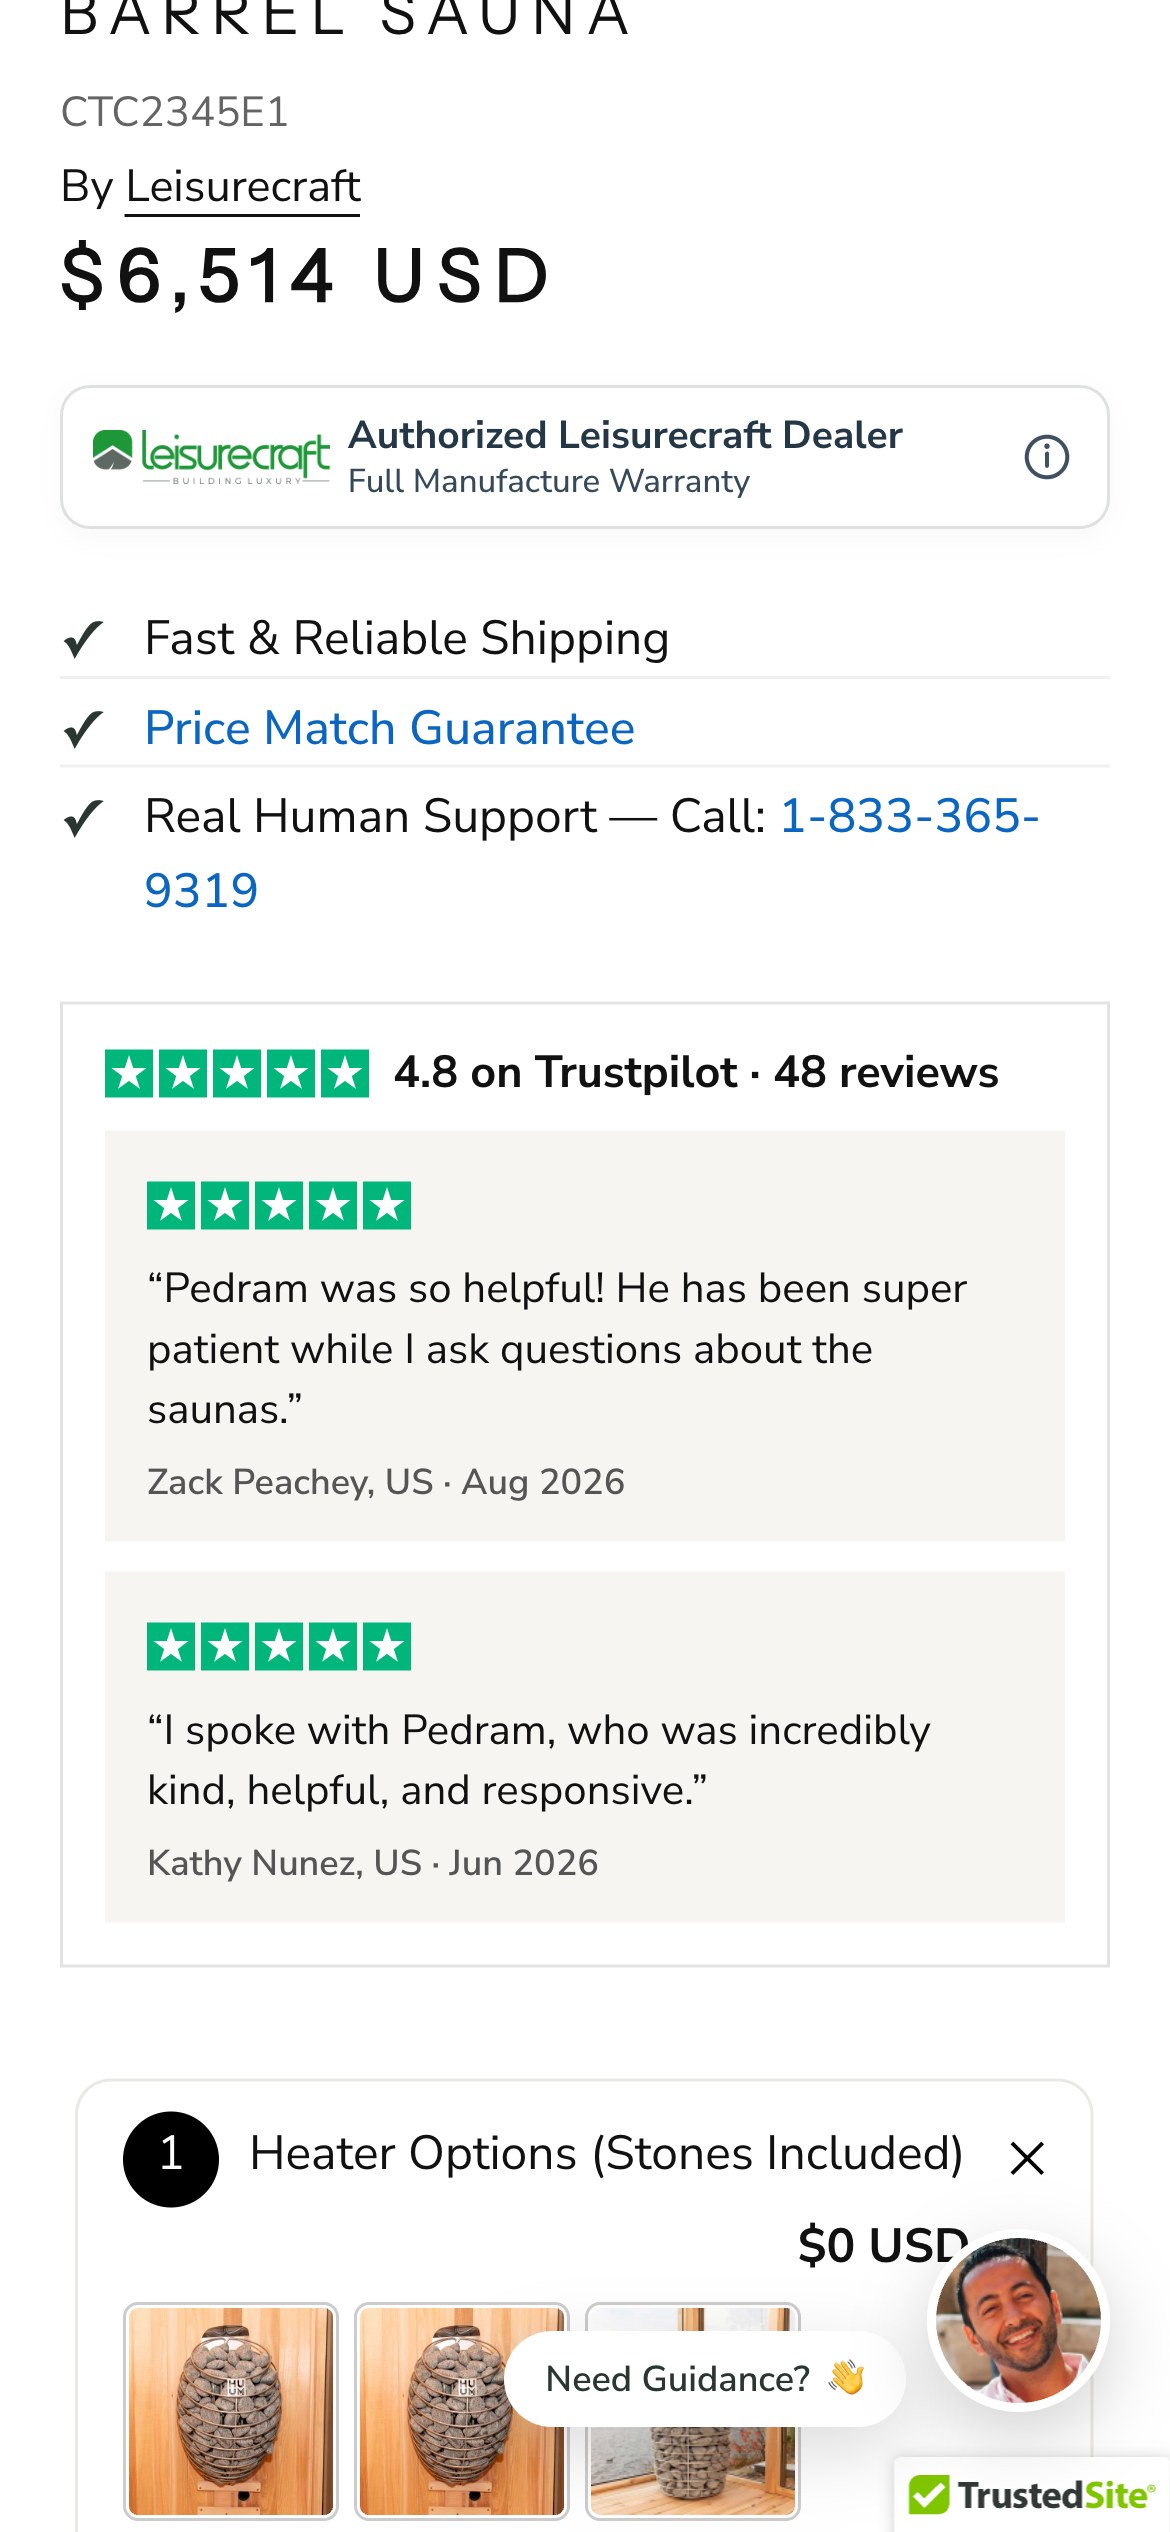 BARREL SAUNA
CTC2345E1
By Leisurecraft
$6,514 USD
leisurecraft
BUILDING LUXURY
Authorized Leisurecraft Dealer
Full Manufacture Warranty
Fast & Reliable Shipping
Price Match Guarantee
Real Human Support — Call: 1-833-365-
9319
4.8 on Trustpilot · 48 reviews
“Pedram was so helpful! He has been super
patient while I ask questions about the
saunas.”
Zack Peachey, US · Aug 2026
“I spoke with Pedram, who was incredibly
kind, helpful, and responsive.”
Kathy Nunez, US · Jun 2026
1 Heater Options (Stones Included)
$0 USD
HUUM
HUUM
Need Guidance? 👋
TrustedSite®